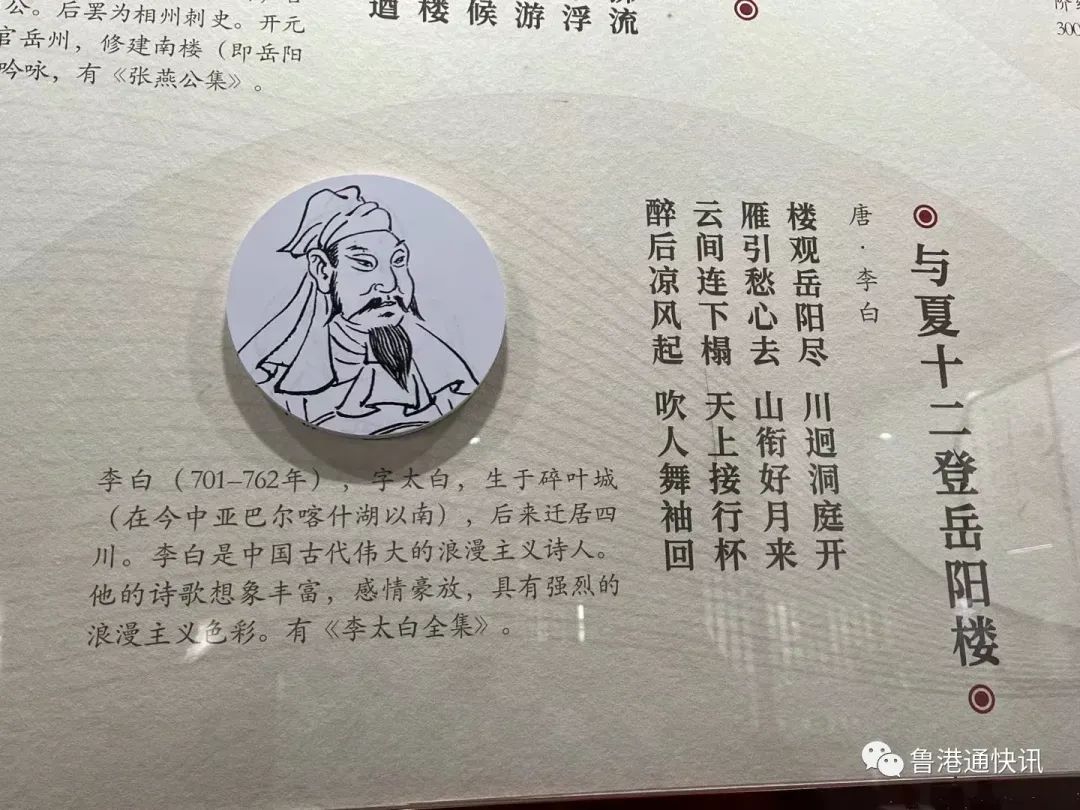 公。后罢为相州刺史。开元
官岳州，修建南楼（即岳阳
吟咏，有《张燕公集》。
遒楼候游浮流
300
与夏十二登岳阳楼
唐·李白
楼观岳阳尽 川迥洞庭开
雁引愁心去 山衔好月来
云间连下榻 天上接行杯
醉后凉风起 吹人舞袖回
李白（701–762年），字太白，生于碎叶城
（在今中亚巴尔喀什湖以南），后来迁居四
川。李白是中国古代伟大的浪漫主义诗人。
他的诗歌想象丰富，感情豪放，具有强烈的
浪漫主义色彩。有《李太白全集》。
鲁港通快讯